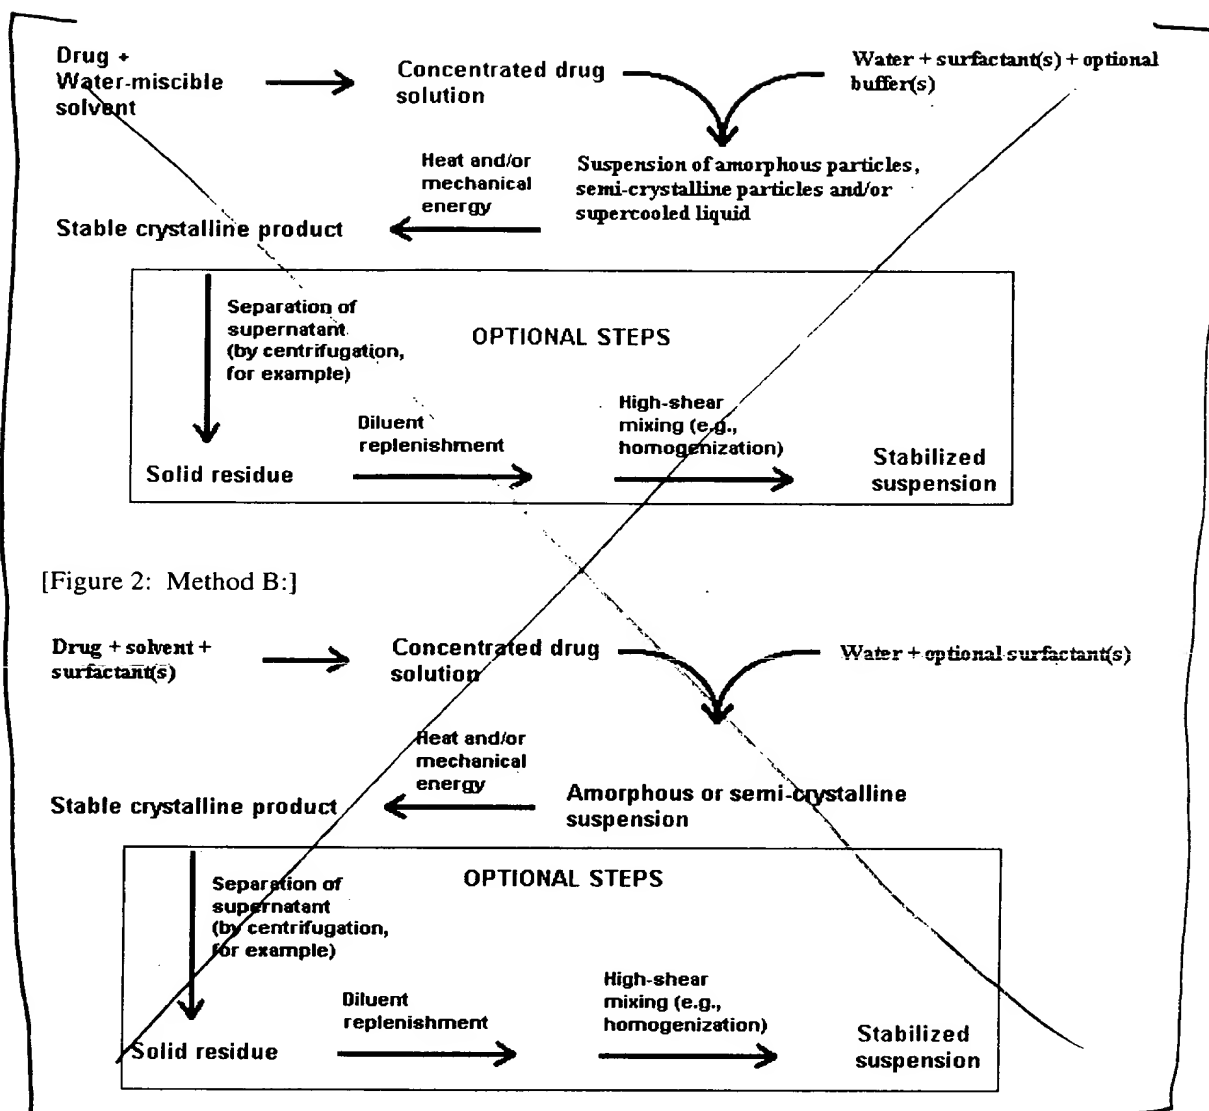 Drug +
Water-miscible
solvent
Concentrated drug
solution
Water + surfactant(s) + optional
buffer(s)
Heat and/or
mechanical
energy
Suspension of amorphous particles,
semi-crystalline particles and/or
supercooled liquid
Stable crystalline product
Separation of
supernatant
(by centrifugation,
for example)
OPTIONAL STEPS
Diluent
replenishment
High-shear
mixing (e.g.,
homogenization)
Solid residue
Stabilized
suspension
[Figure 2: Method B:]
Drug + solvent +
surfactant(s)
Concentrated drug
solution
Water + optional surfactant(s)
Heat and/or
mechanical
energy
Stable crystalline product
Amorphous or semi-crystalline
suspension
Separation of
supernatant
(by centrifugation,
for example)
OPTIONAL STEPS
Diluent
replenishment
High-shear
mixing (e.g.,
homogenization)
Solid residue
Stabilized
suspension